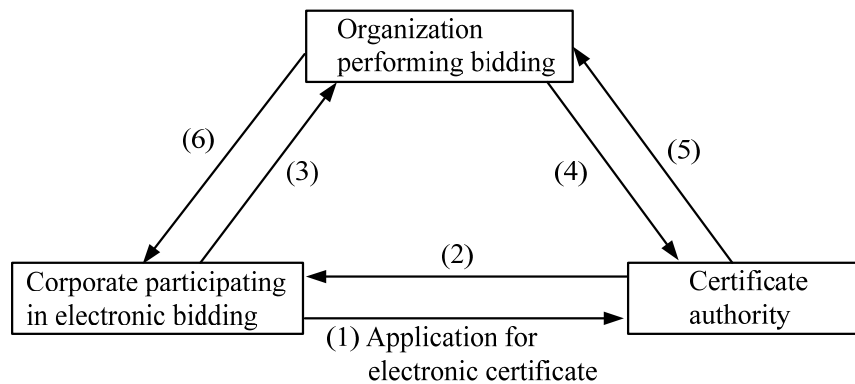 Organization
performing bidding
(6)
(3)
(4)
(5)
(2)
Corporate participating
in electronic bidding
Certificate
authority
(1) Application for
electronic certificate